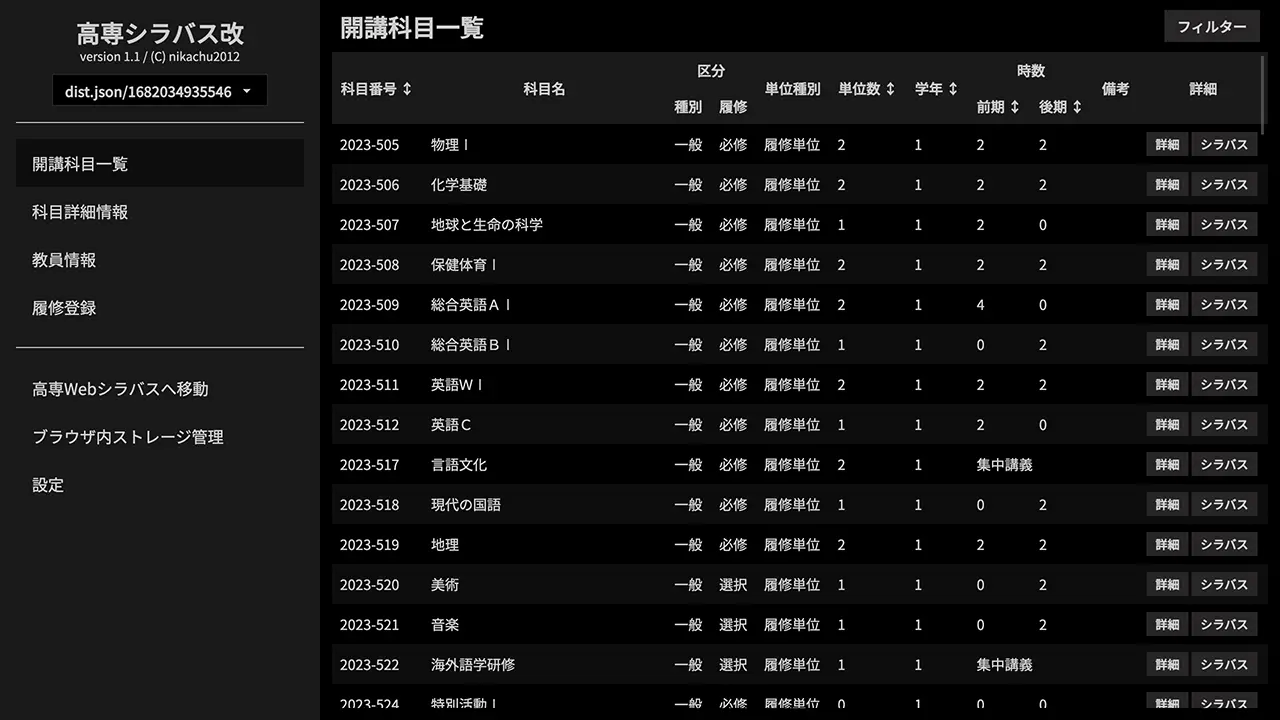 高専シラバス改
version 1.1 / (C) nikachu2012
dist.json/1682034935546
開講科目一覧
科目詳細情報
教員情報
履修登録
高専Webシラバスへ移動
ブラウザ内ストレージ管理
設定
開講科目一覧
フィルター
科目番号 科目名 区分 種別 履修 単位種別 単位数 学年 時数 前期 後期 備考 詳細
2023-505 物理Ⅰ 一般 必修 履修単位 2 1 2 2 詳細 シラバス
2023-506 化学基礎 一般 必修 履修単位 2 1 2 2 詳細 シラバス
2023-507 地球と生命の科学 一般 必修 履修単位 1 1 2 0 詳細 シラバス
2023-508 保健体育Ⅰ 一般 必修 履修単位 2 1 2 2 詳細 シラバス
2023-509 総合英語AⅠ 一般 必修 履修単位 2 1 4 0 詳細 シラバス
2023-510 総合英語BⅠ 一般 必修 履修単位 1 1 0 2 詳細 シラバス
2023-511 英語WⅠ 一般 必修 履修単位 2 1 2 2 詳細 シラバス
2023-512 英語C 一般 必修 履修単位 1 1 2 0 詳細 シラバス
2023-517 言語文化 一般 必修 履修単位 2 1 集中講義 詳細 シラバス
2023-518 現代の国語 一般 必修 履修単位 1 1 0 2 詳細 シラバス
2023-519 地理 一般 必修 履修単位 2 1 2 2 詳細 シラバス
2023-520 美術 一般 選択 履修単位 1 1 0 2 詳細 シラバス
2023-521 音楽 一般 選択 履修単位 1 1 0 2 詳細 シラバス
2023-522 海外語学研修 一般 選択 履修単位 1 1 集中講義 詳細 シラバス
2023-524 特別活動Ⅰ 一般 必修 履修単位 0 1 0 0 詳細 シラバス